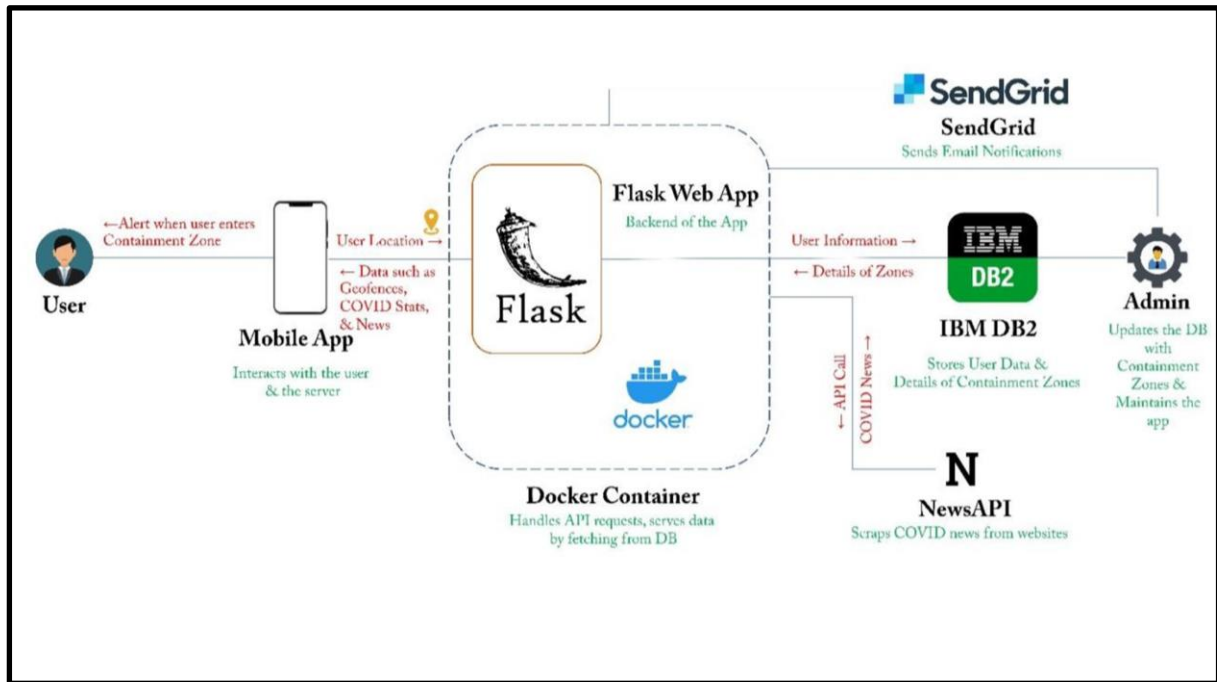 SendGrid
SendGrid
Sends Email Notifications
Flask Web App
Backend of the App
←Alert when user enters
Containment Zone
User Location →
← Data such as
Geofences,
COVID Stats,
& News
User
Mobile App
Interacts with the user
& the server
Flask
docker
User Information →
← Details of Zones
IBM
DB2
IBM DB2
Stores User Data &
Details of Containment Zones
Admin
Updates the DB
with
Containment
Zones &
Maintains the
app
← API Call
COVID News →
Docker Container
Handles API requests, serves data
by fetching from DB
N
NewsAPI
Scraps COVID news from websites